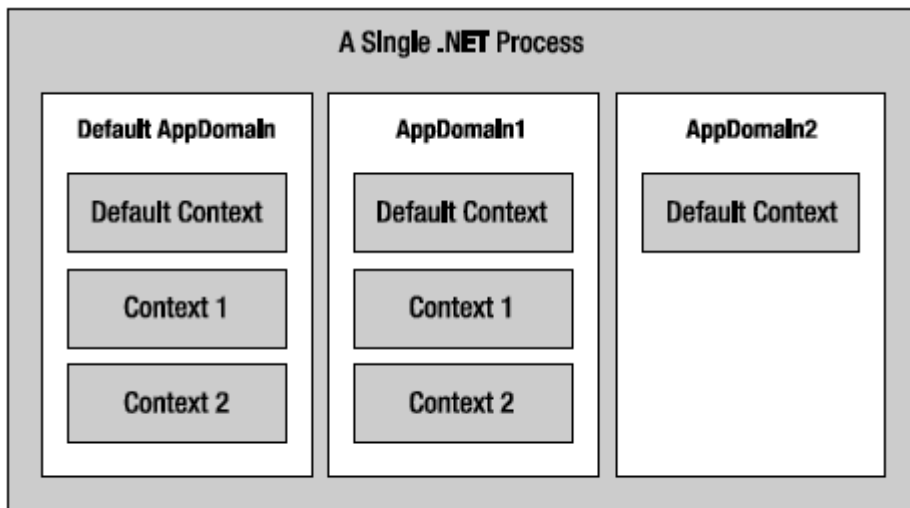 A Single .NET Process
Default AppDomain
Default Context
Context 1
Context 2
AppDomain1
Default Context
Context 1
Context 2
AppDomain2
Default Context